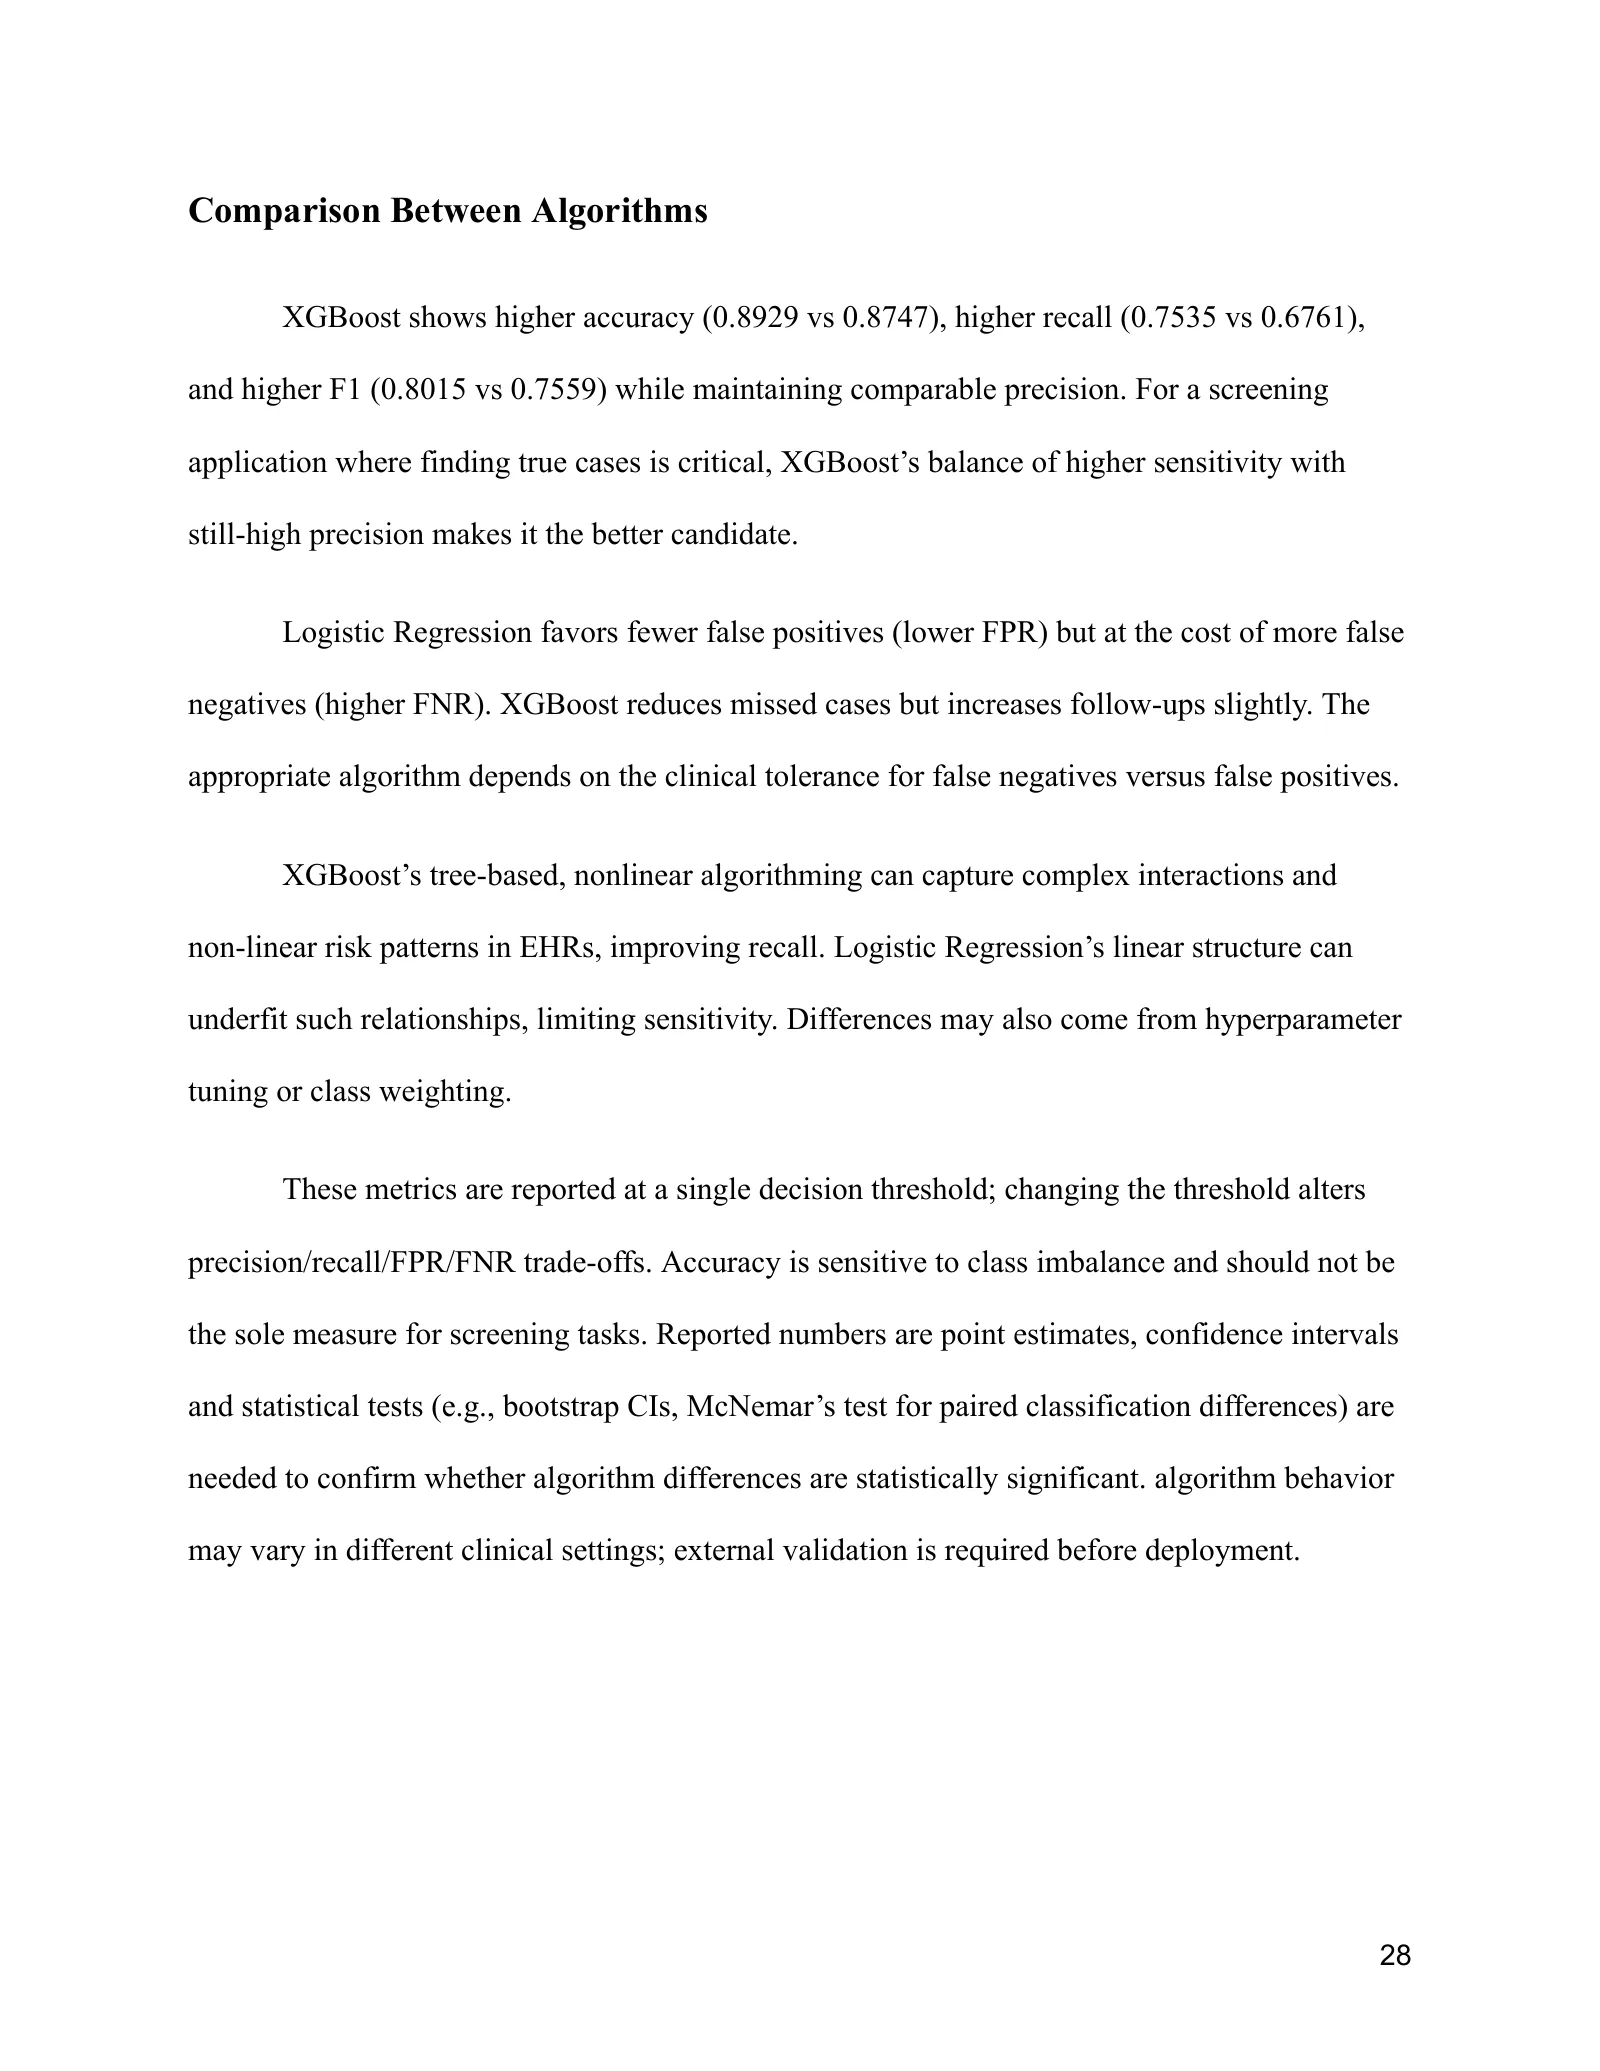 Comparison Between Algorithms
XGBoost shows higher accuracy (0.8929 vs 0.8747), higher recall (0.7535 vs 0.6761),
and higher F1 (0.8015 vs 0.7559) while maintaining comparable precision. For a screening
application where finding true cases is critical, XGBoost’s balance of higher sensitivity with
still-high precision makes it the better candidate.
Logistic Regression favors fewer false positives (lower FPR) but at the cost of more false
negatives (higher FNR). XGBoost reduces missed cases but increases follow-ups slightly. The
appropriate algorithm depends on the clinical tolerance for false negatives versus false positives.
XGBoost’s tree-based, nonlinear algorithming can capture complex interactions and
non-linear risk patterns in EHRs, improving recall. Logistic Regression’s linear structure can
underfit such relationships, limiting sensitivity. Differences may also come from hyperparameter
tuning or class weighting.
These metrics are reported at a single decision threshold; changing the threshold alters
precision/recall/FPR/FNR trade-offs. Accuracy is sensitive to class imbalance and should not be
the sole measure for screening tasks. Reported numbers are point estimates, confidence intervals
and statistical tests (e.g., bootstrap CIs, McNemar’s test for paired classification differences) are
needed to confirm whether algorithm differences are statistically significant. algorithm behavior
may vary in different clinical settings; external validation is required before deployment.
28